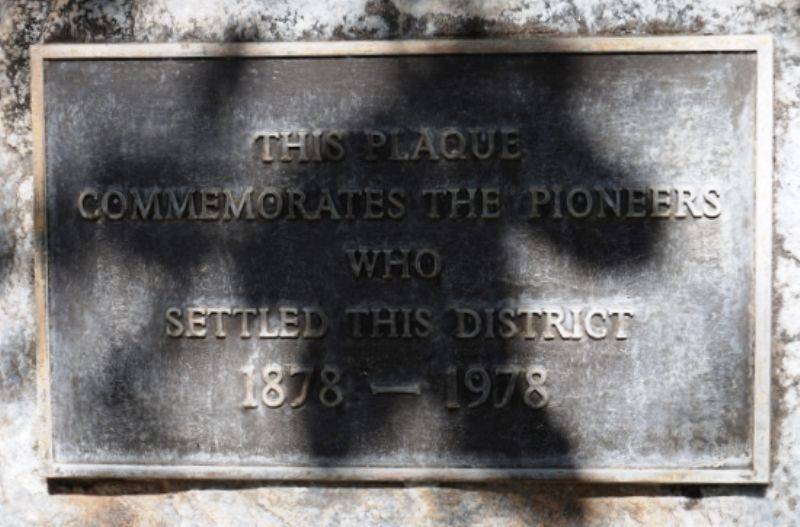 THIS PLAQUE
COMMEMORATES THE PIONEERS
WHO
SETTLED THIS DISTRICT
1878 — 1978